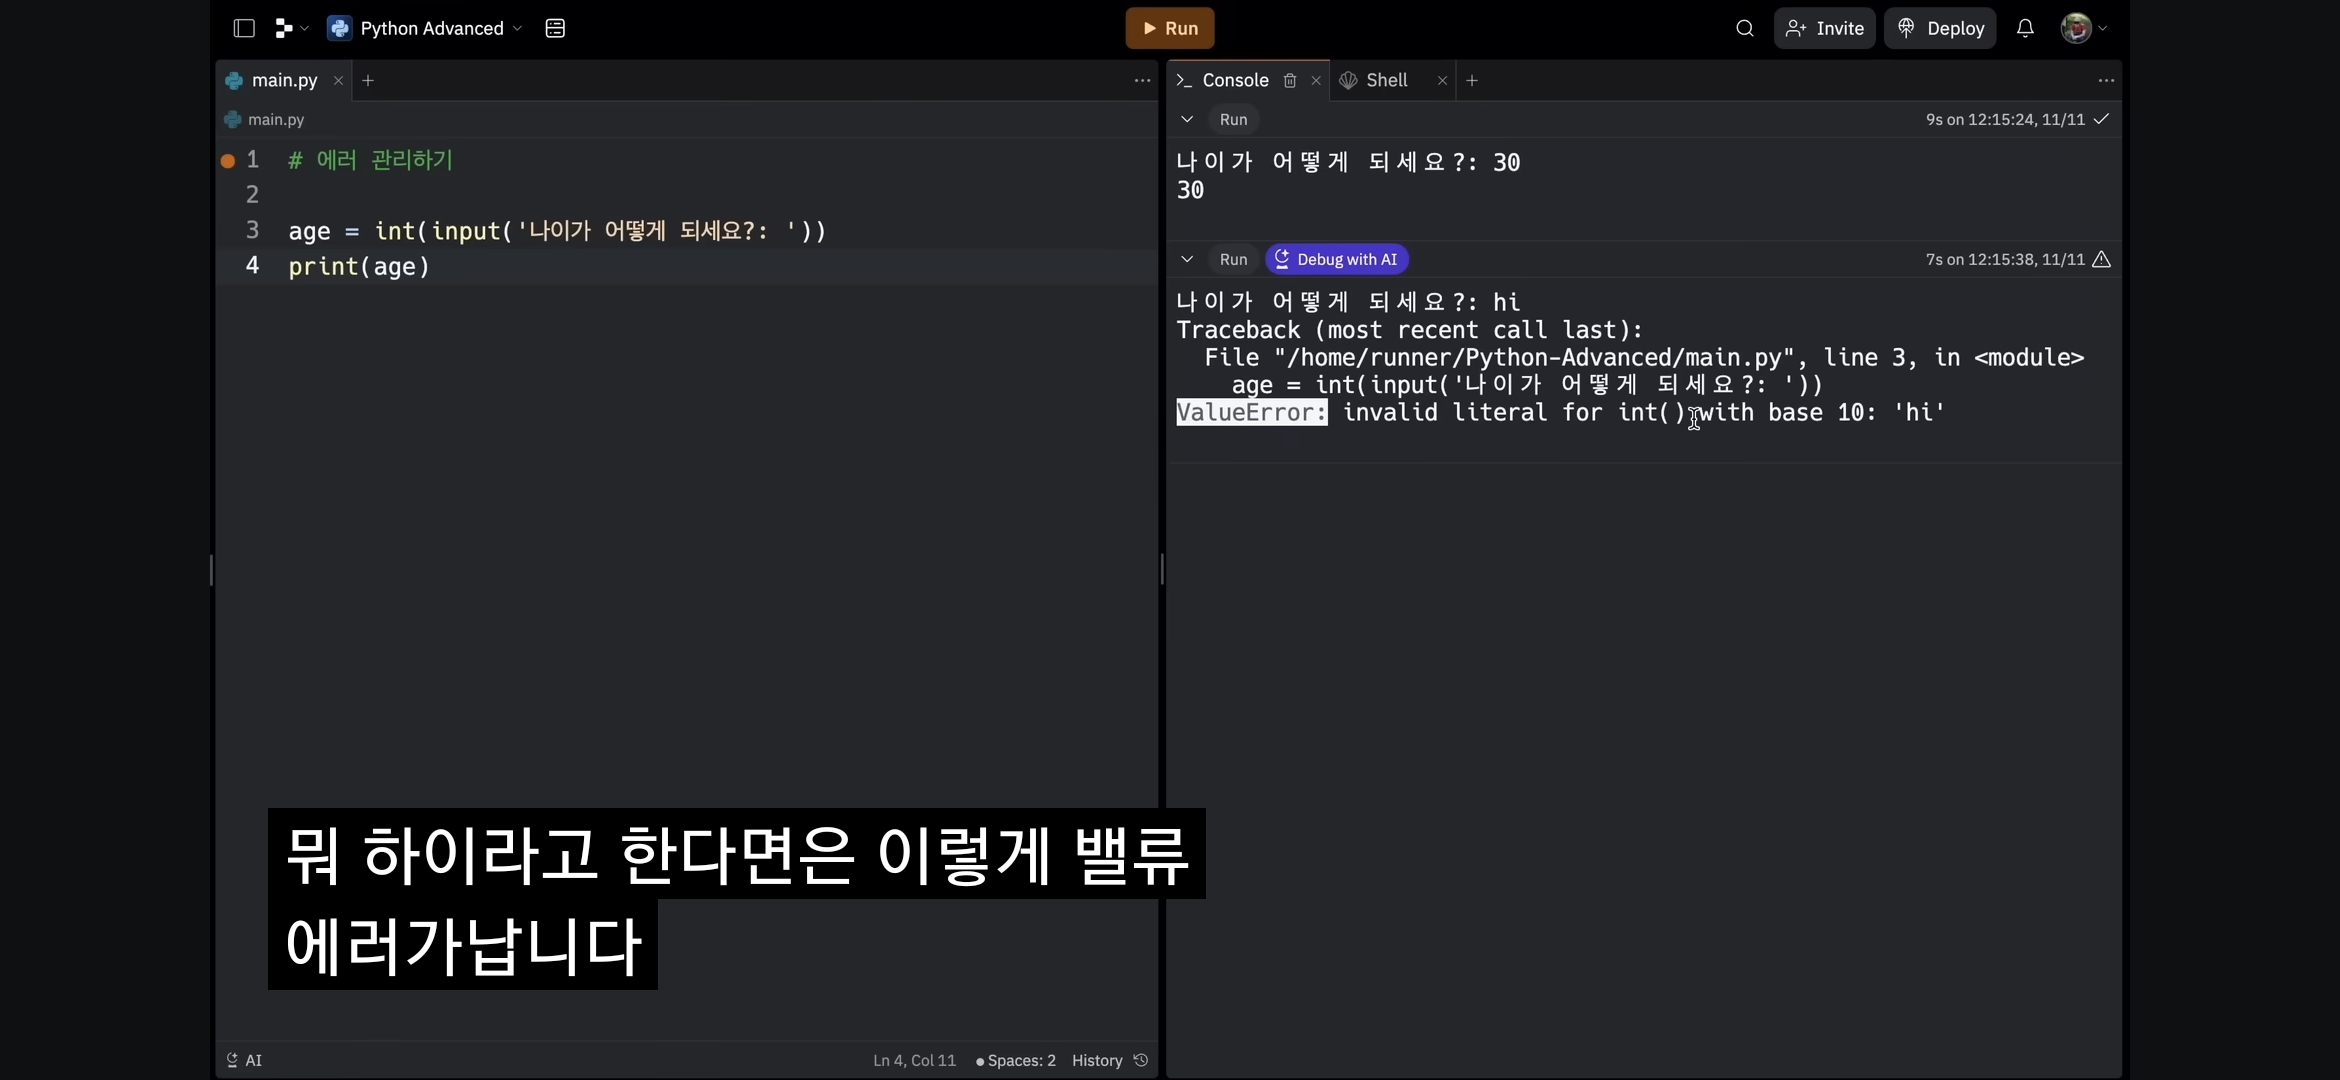 Python Advanced
Run
Invite
Deploy
main.py
main.py
1 # 에러 관리하기
2
3 age = int(input('나이가 어떻게 되세요?: '))
4 print(age)
AI
Ln 4, Col 11
Spaces: 2
History
Console
Shell
Run
9s on 12:15:24, 11/11
나이가 어떻게 되세요?: 30
30
Run
Debug with AI
7s on 12:15:38, 11/11
나이가 어떻게 되세요?: hi
Traceback (most recent call last):
File "/home/runner/Python-Advanced/main.py", line 3, in <module>
age = int(input('나이가 어떻게 되세요?: '))
ValueError: invalid literal for int() with base 10: 'hi'
뭐 하이라고 한다면은 이렇게 밸류
에러가납니다